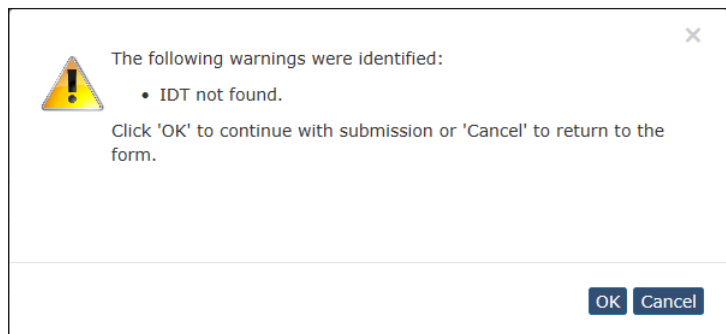 ×
The following warnings were identified:
• IDT not found.
Click 'OK' to continue with submission or 'Cancel' to return to the
form.
OK Cancel